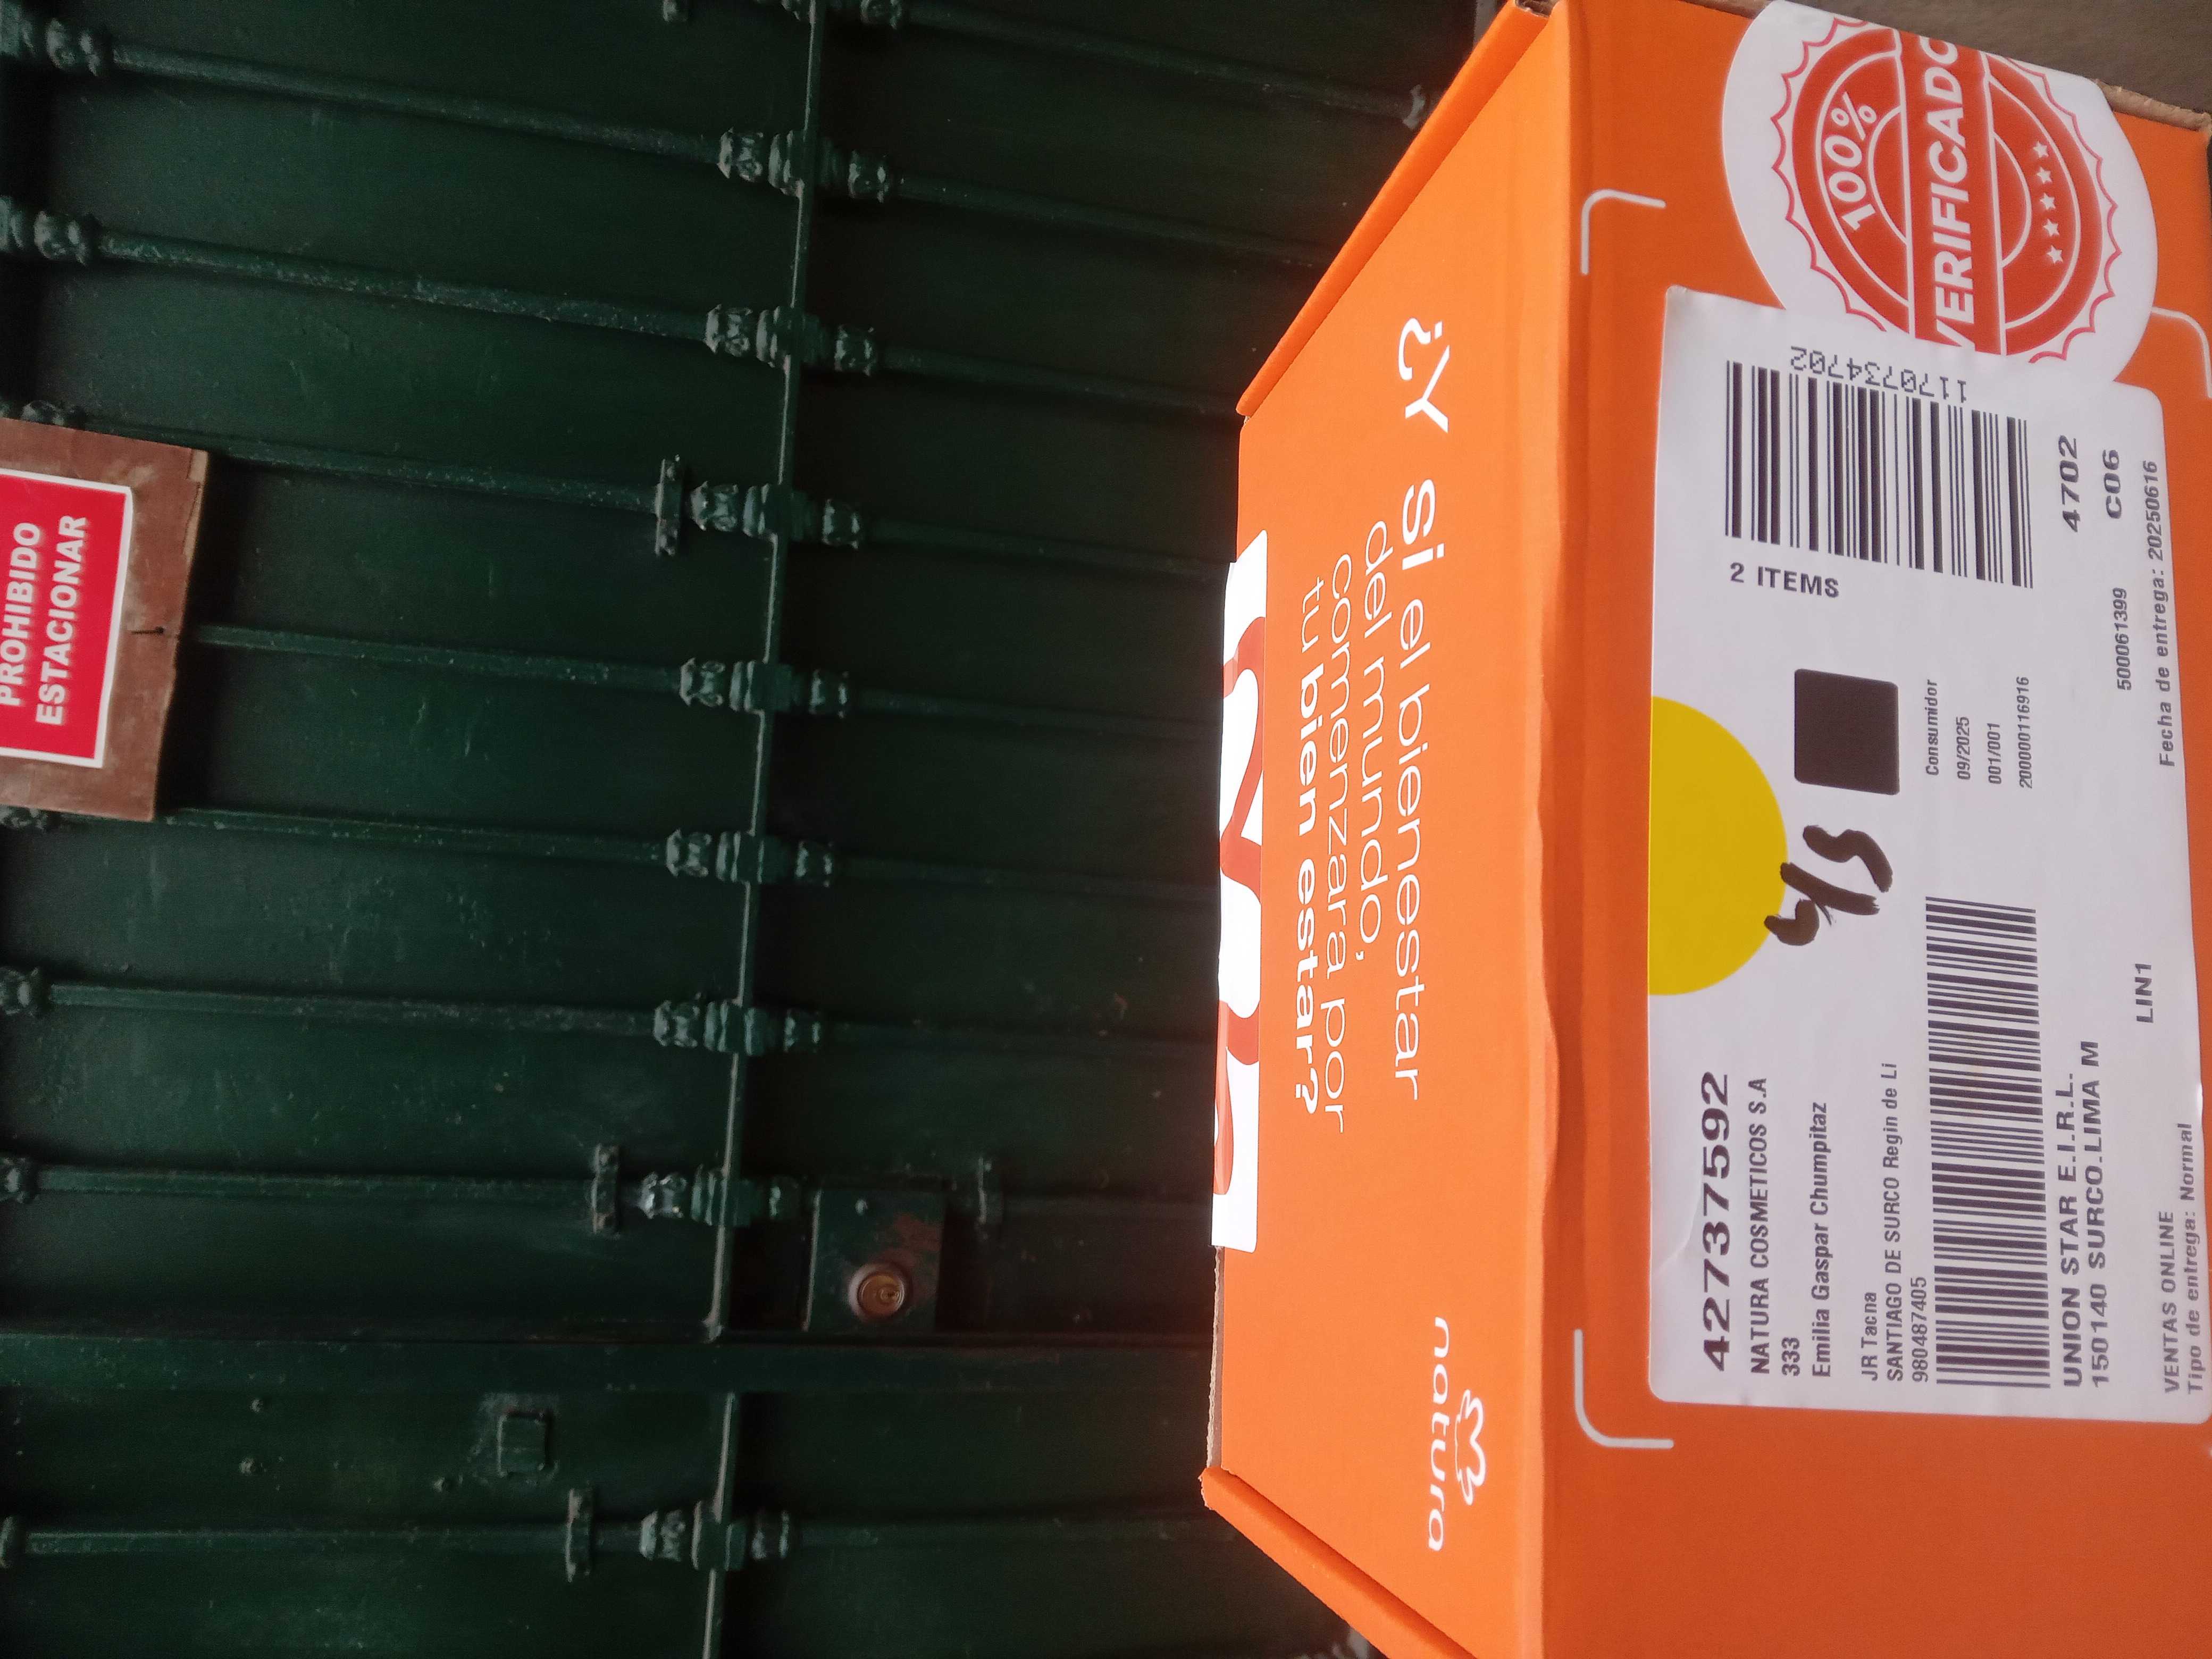 PROHIBIDO
ESTACIONAR
¿Y si el bienestar
del mundo,
comenzara por
tu bien estar?
natura
100%
VERIFICADO
42737592
NATURA COSMETICOS S.A
333
Emilia Gaspar Chumpitaz
JR Tacna
SANTIAGO DE SURCO Regin de Li
980487405
UNION STAR E.I.R.L.
150140 SURCO.LIMA M
LIN1
VENTAS ONLINE
Tipo de entrega: Normal
2 ITEMS
1170734702
Consumidor
09/2025
001/001
200000116916
4702
C06
500061399
Fecha de entrega: 20250616